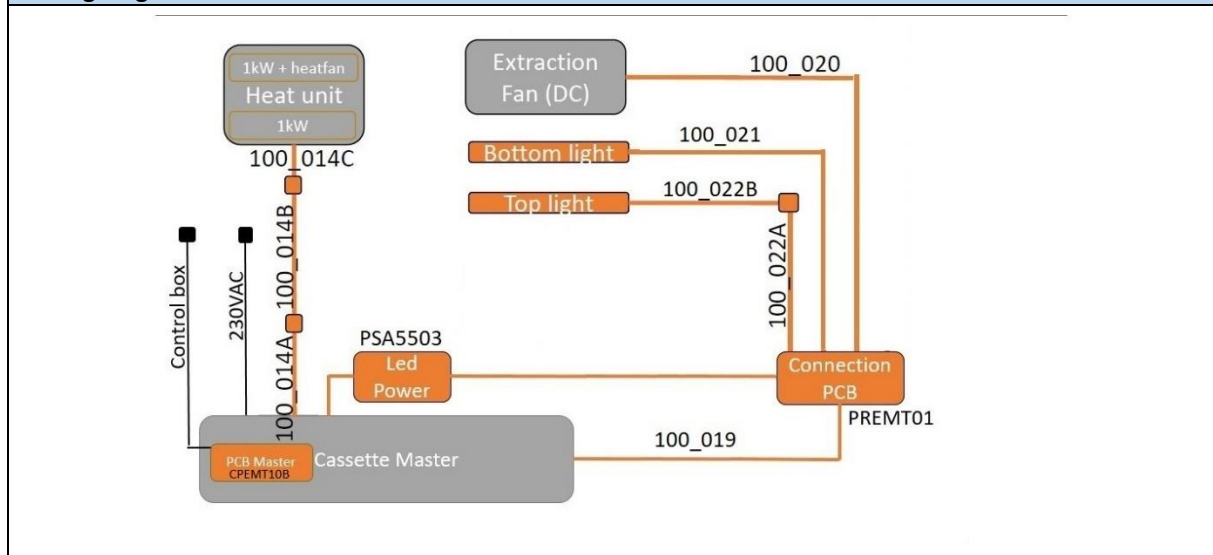 1kW + heatfan
Heat unit
1kW
100_014C
100_014B
100_014A
Control box
230VAC
Extraction
Fan (DC)
100_020
Bottom light
100_021
Top light
100_022B
100_022A
PSA5503
Led
Power
Connection
PCB
PREMT01
PCB Master
CPEMT10B
Cassette Master
100_019